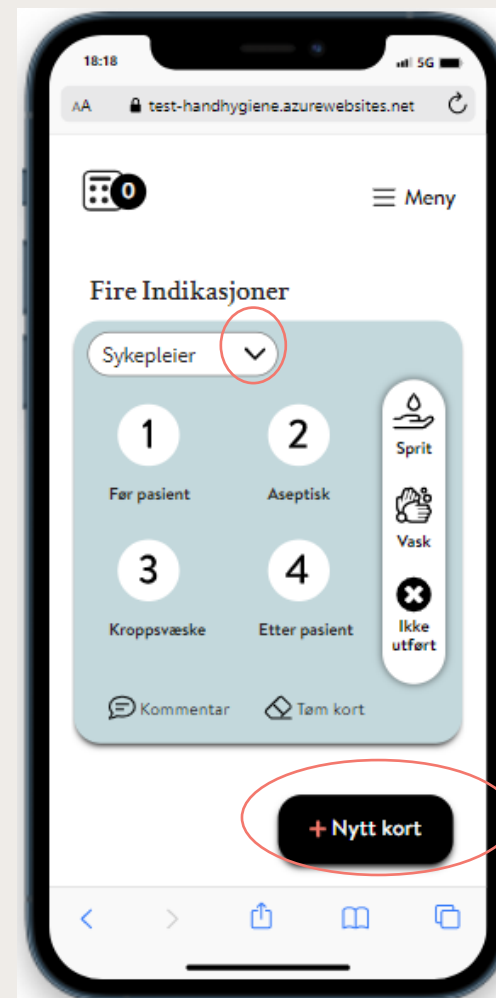 18:18
5G
AA test-handhygiene.azurewebsites.net
0
Meny
Fire Indikasjoner
Sykepleier
1
2
Før pasient
Aseptisk
Sprit
Vask
3
4
Kroppsvæske
Etter pasient
Ikke
utført
Kommentar
Tøm kort
+ Nytt kort